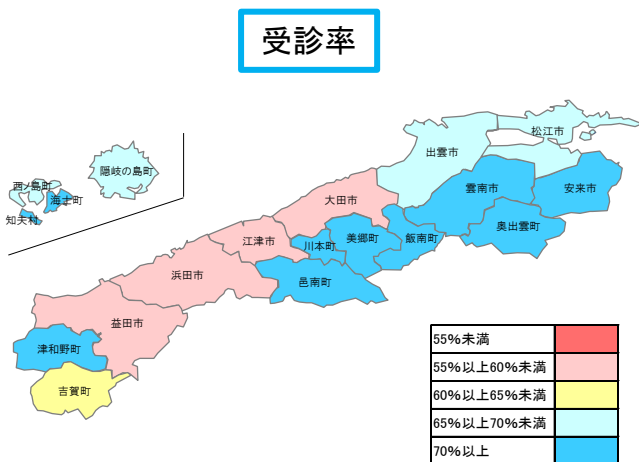 受診率
松江市
出雲市
隠岐の島町
西ノ島町
海士町
知夫村
雲南市
安来市
大田市
奥出雲町
飯南町
美郷町
川本町
江津市
邑南町
浜田市
益田市
津和野町
吉賀町
55%未満
55%以上60%未満
60%以上65%未満
65%以上70%未満
70%以上